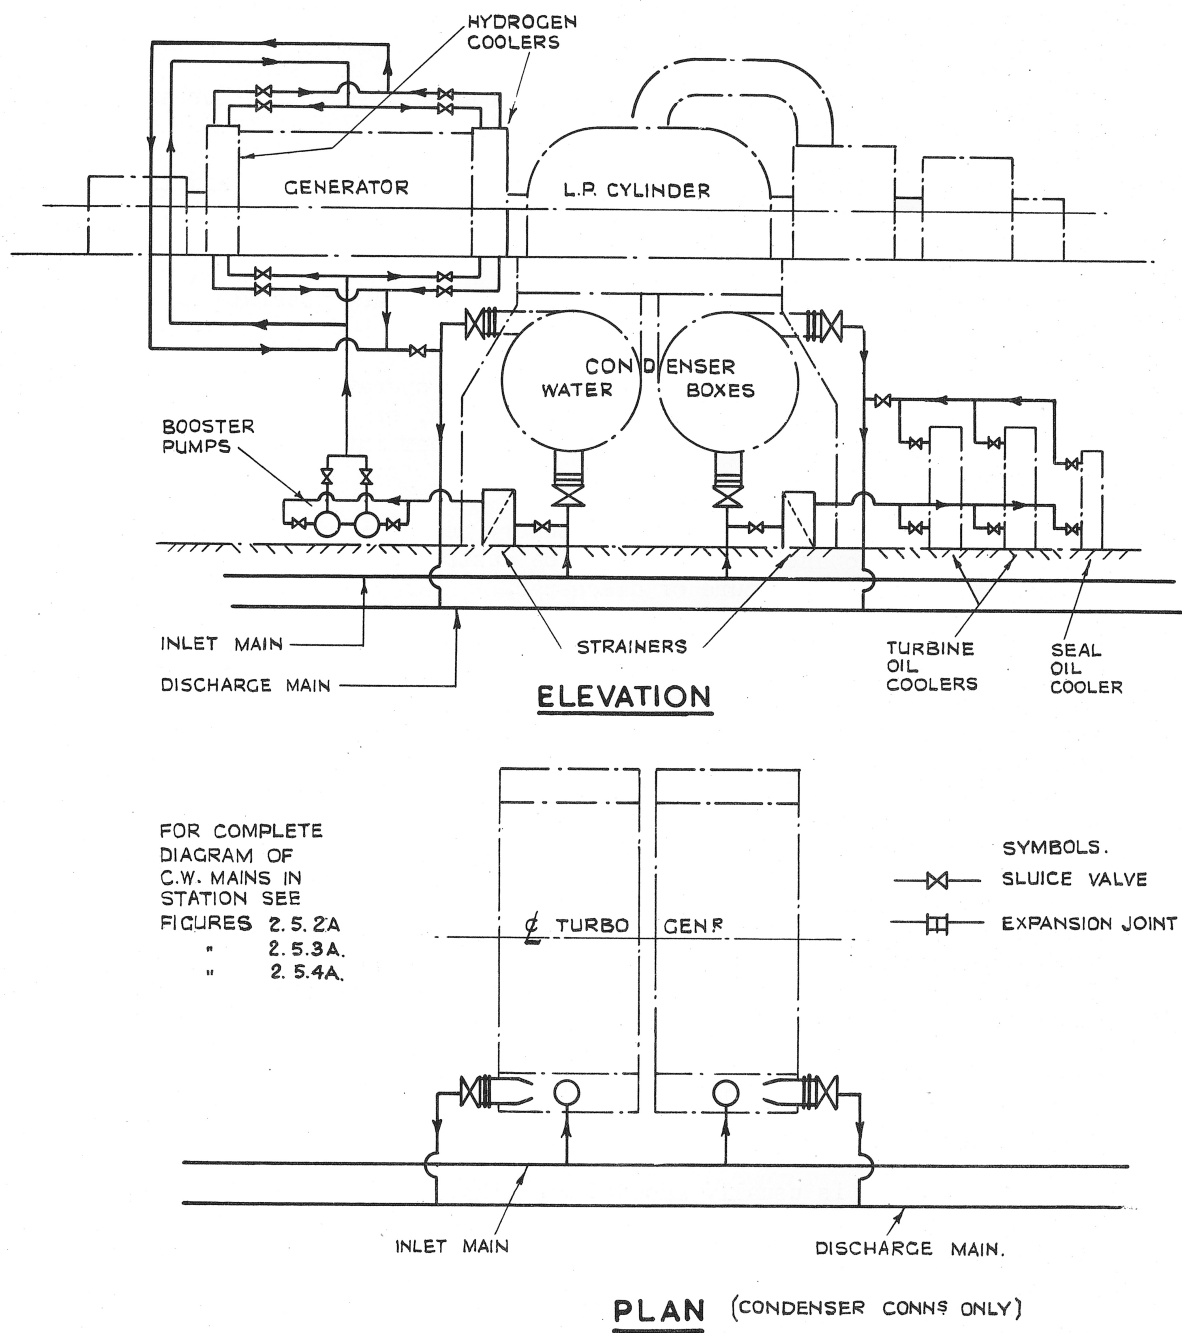 HYDROGEN
COOLERS
GENERATOR
L.P. CYLINDER
CONDENSER
WATER BOXES
BOOSTER
PUMPS
INLET MAIN
DISCHARGE MAIN
STRAINERS
TURBINE
OIL
COOLERS
SEAL
OIL
COOLER
ELEVATION
FOR COMPLETE
DIAGRAM OF
C.W. MAINS IN
STATION SEE
FIGURES 2.5.2A
" 2.5.3A.
" 2.5.4A.
℄ TURBO GENR
SYMBOLS.
SLUICE VALVE
EXPANSION JOINT
INLET MAIN
DISCHARGE MAIN.
PLAN (CONDENSER CONNS ONLY)